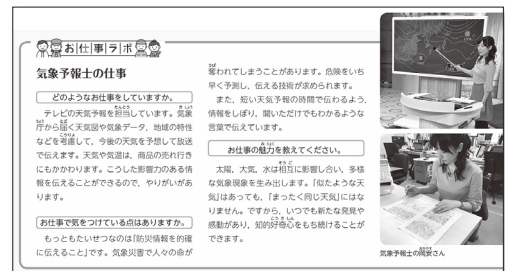 お仕事ラボ
気象予報士の仕事
どのようなお仕事をしていますか。
テレビの天気予報を担当しています。気象
庁から届く天気図や気象データ、地域の特性
などを考慮して、今後の天気を予想して放送
で伝えます。天気や気温は、商品の売れ行き
にもかかわります。こうした影響力のある情
報を伝えることができるので、やりがいがあ
ります。
お仕事で気をつけている点はありますか。
もっともたいせつなのは「防災情報を的確
に伝えること」です。気象災害で人々の命が
奪われてしまうことがあります。危険をいち
早く予測し、伝える技術が求められます。
また、短い天気予報の時間で伝わるよう、
情報をしぼり、聞いただけでもわかるような
言葉で伝えています。
お仕事の魅力を教えてください。
太陽、大気、水は相互に影響し合い、多様
な気象現象を生み出します。「似たような天
気」はあっても、「まったく同じ天気」にはな
りません。ですから、いつでも新たな発見や
感動があり、知的好奇心をもち続けることが
できます。
気象予報士の岡安さん